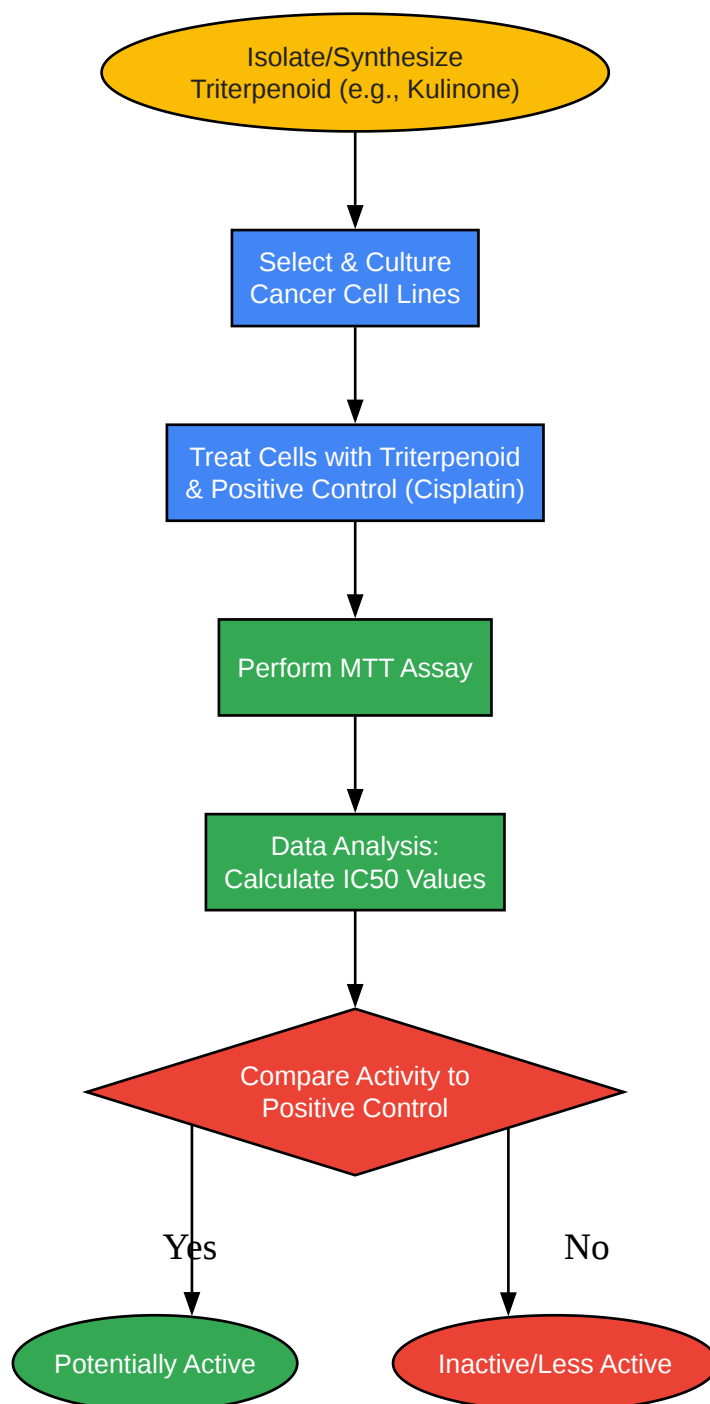 Isolate/Synthesize
Triterpenoid (e.g., Kulinone)
Select & Culture
Cancer Cell Lines
Treat Cells with Triterpenoid
& Positive Control (Cisplatin)
Perform MTT Assay
Data Analysis:
Calculate IC50 Values
Compare Activity to
Positive Control
Yes
No
Potentially Active
Inactive/Less Active